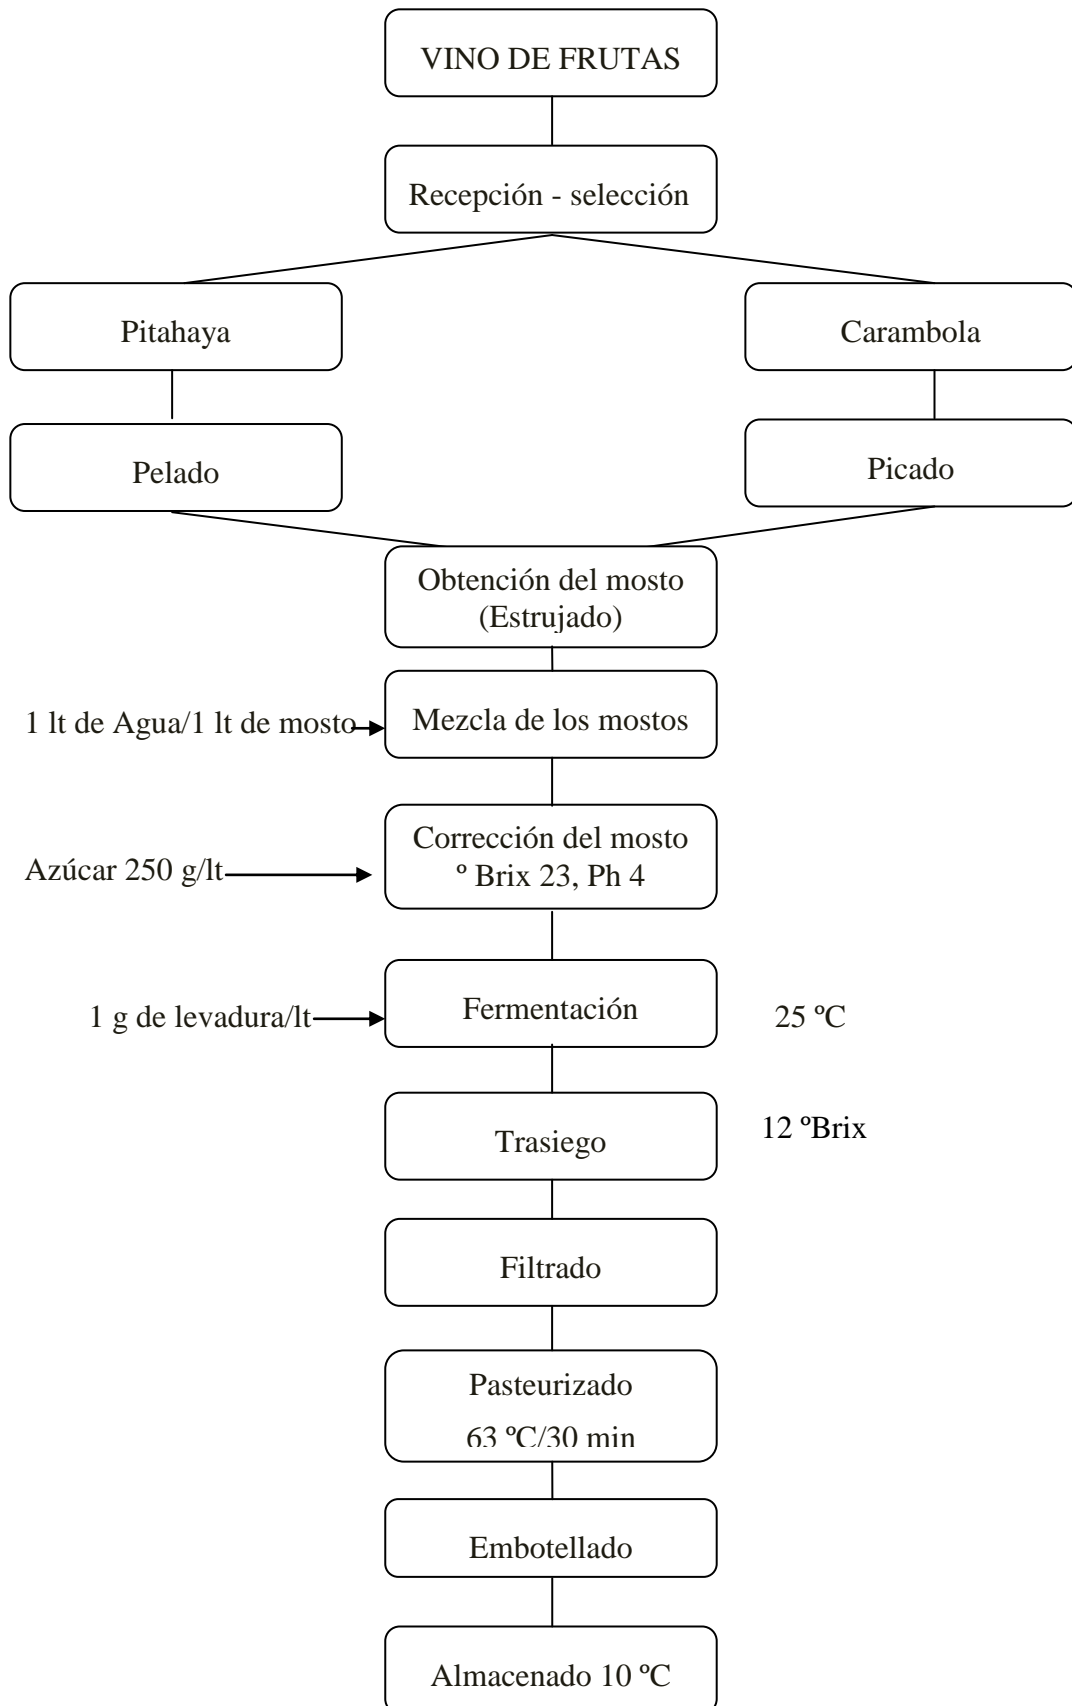 VINO DE FRUTAS
Recepción - selección
Pitahaya
Carambola
Pelado
Picado
Obtención del mosto
(Estrujado)
1 lt de Agua/1 lt de mosto
Mezcla de los mostos
Corrección del mosto
Azúcar 250 g/lt
º Brix 23, Ph 4
1 g de levadura/lt
Fermentación
25 ºC
Trasiego
12 ºBrix
Filtrado
Pasteurizado
63 ºC/30 min
Embotellado
Almacenado 10 ºC